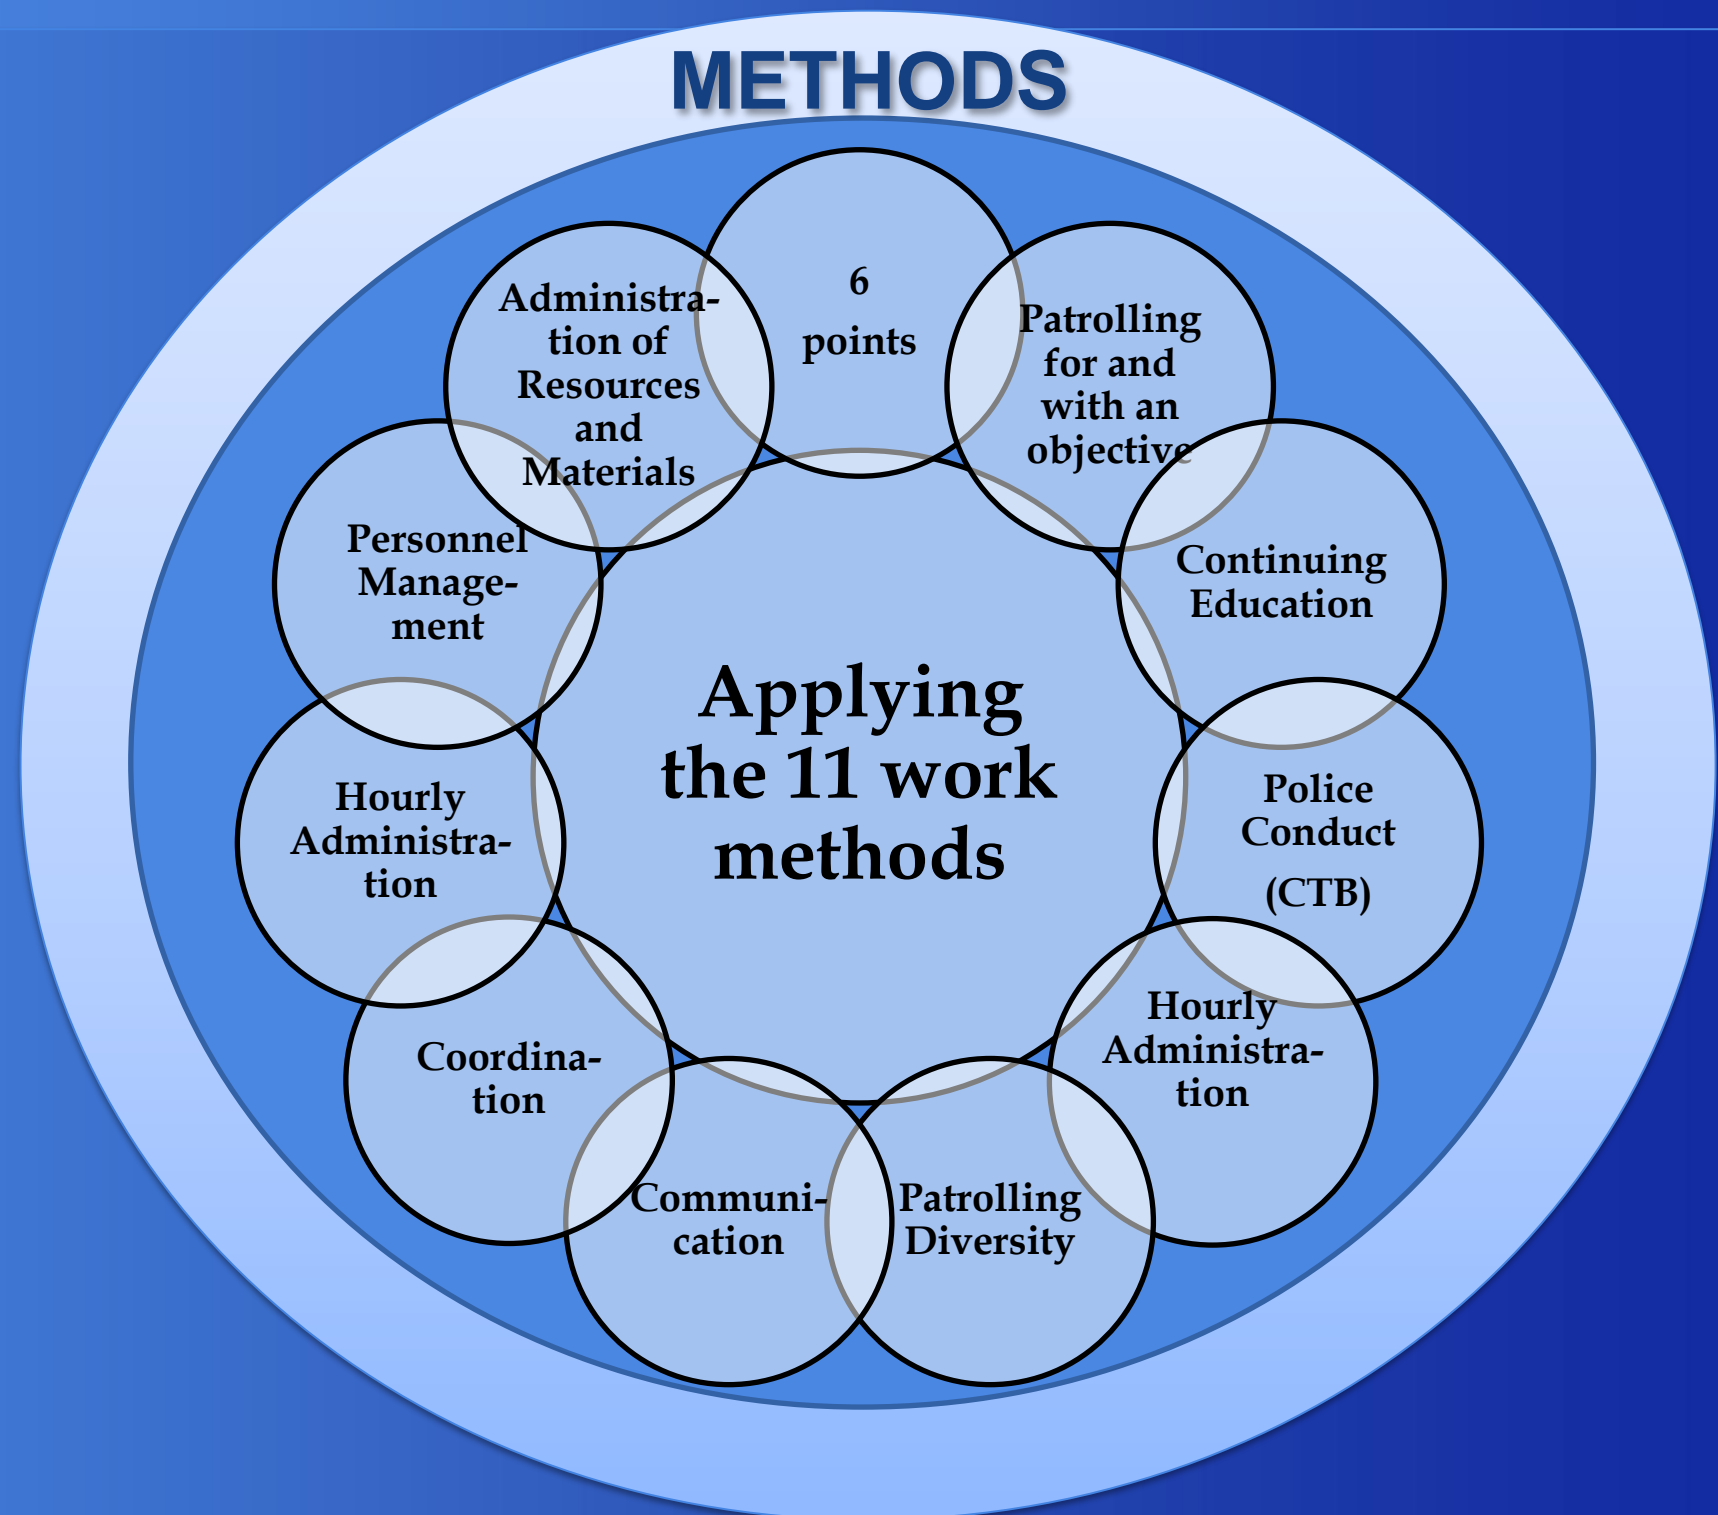 METHODS
6
points
Patrolling
for and
with an
objective
Continuing
Education
Police
Conduct
(CTB)
Hourly
Administra-
tion
Patrolling
Diversity
Communi-
cation
Coordina-
tion
Hourly
Administra-
tion
Personnel
Manage-
ment
Administra-
tion of
Resources
and
Materials
Applying
the 11 work
methods